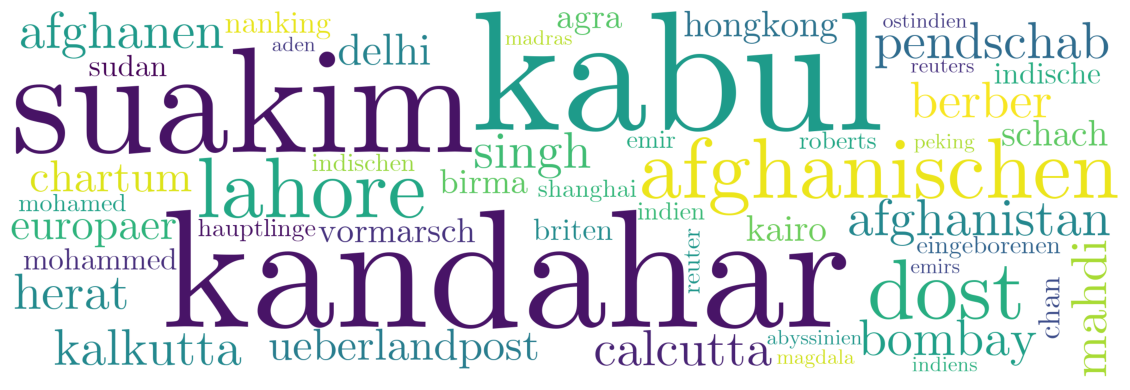 afghanen
nanking
aden
delhi
sudan
suakim
kabul
agra
madras
hongkong
ostindien
pendschab
reuters
indische
berber
schach
chartum
indischen
lahore
singh
emir
roberts
peking
birma
shanghai
afghanischen
mohamed
europaer
hauptlinge
vormarsch
briten
indien
reuter
kairo
afghanistan
eingeborenen
mohammed
kandahar
emirs
herat
dost
chan
mahdi
kalkutta
ueberlandpost
calcutta
abyssinien
magdala
bombay
indiens